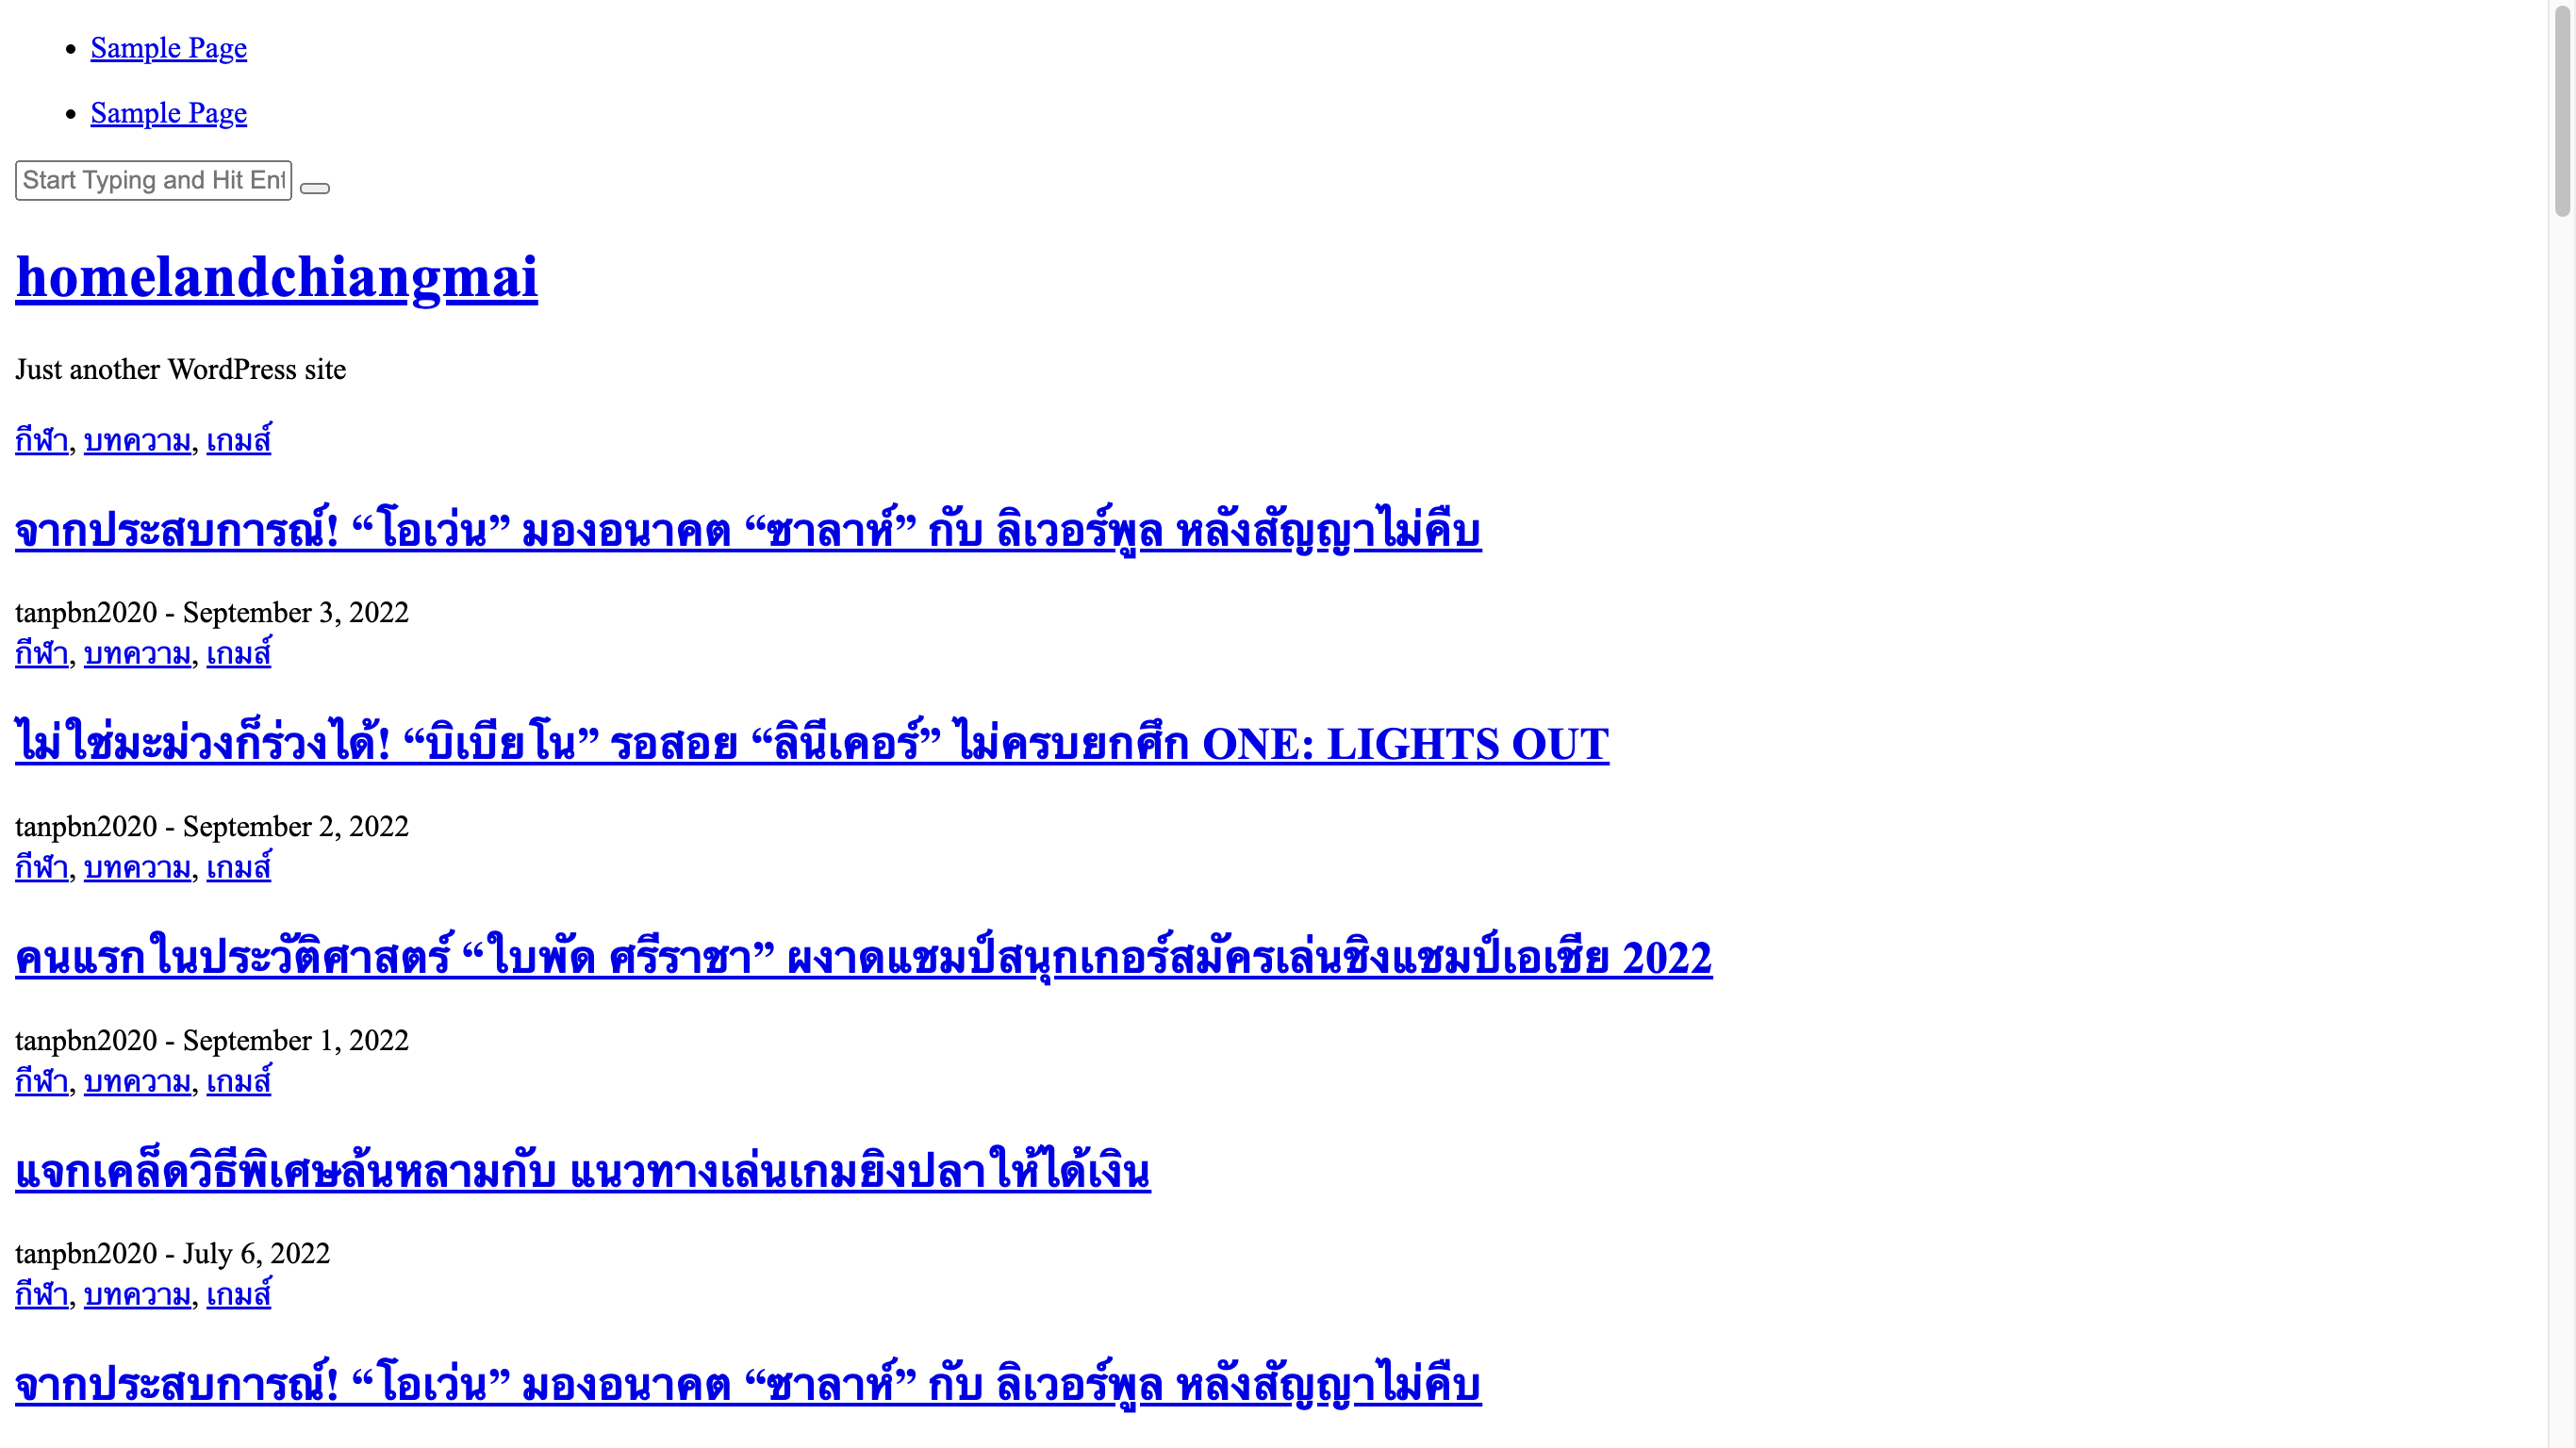 Sample Page
Sample Page
Start Typing and Hit Ent
homelandchiangmai
Just another WordPress site
กีฬา, บทความ, เกมส์
จากประสบการณ์! “โอเว่น” มองอนาคต “ซาลาห์” กับ ลิเวอร์พูล หลังสัญญาไม่คืบ
tanpbn2020 - September 3, 2022
กีฬา, บทความ, เกมส์
ไม่ใช่มะม่วงก็ร่วงได้! “บิเบียโน” รอสอย “ลินีเคอร์” ไม่ครบยกศึก ONE: LIGHTS OUT
tanpbn2020 - September 2, 2022
กีฬา, บทความ, เกมส์
คนแรกในประวัติศาสตร์ “ใบพัด ศรีราชา” ผงาดแชมป์สนุกเกอร์สมัครเล่นชิงแชมป์เอเชีย 2022
tanpbn2020 - September 1, 2022
กีฬา, บทความ, เกมส์
แจกเคล็ดวิธีพิเศษล้นหลามกับ แนวทางเล่นเกมยิงปลาให้ได้เงิน
tanpbn2020 - July 6, 2022
กีฬา, บทความ, เกมส์
จากประสบการณ์! “โอเว่น” มองอนาคต “ซาลาห์” กับ ลิเวอร์พูล หลังสัญญาไม่คืบ